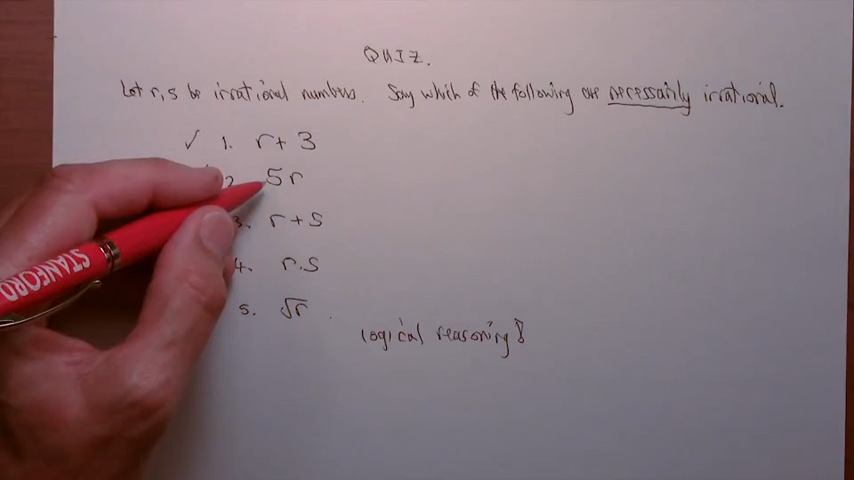 QUIZ.
Let r, s be irrational numbers. Say which of the following are necessarily irrational.
✓ 1. r + 3
2. 5r
3. r + s
4. r.s
5. √r.
logical reasoning!
STANFORD